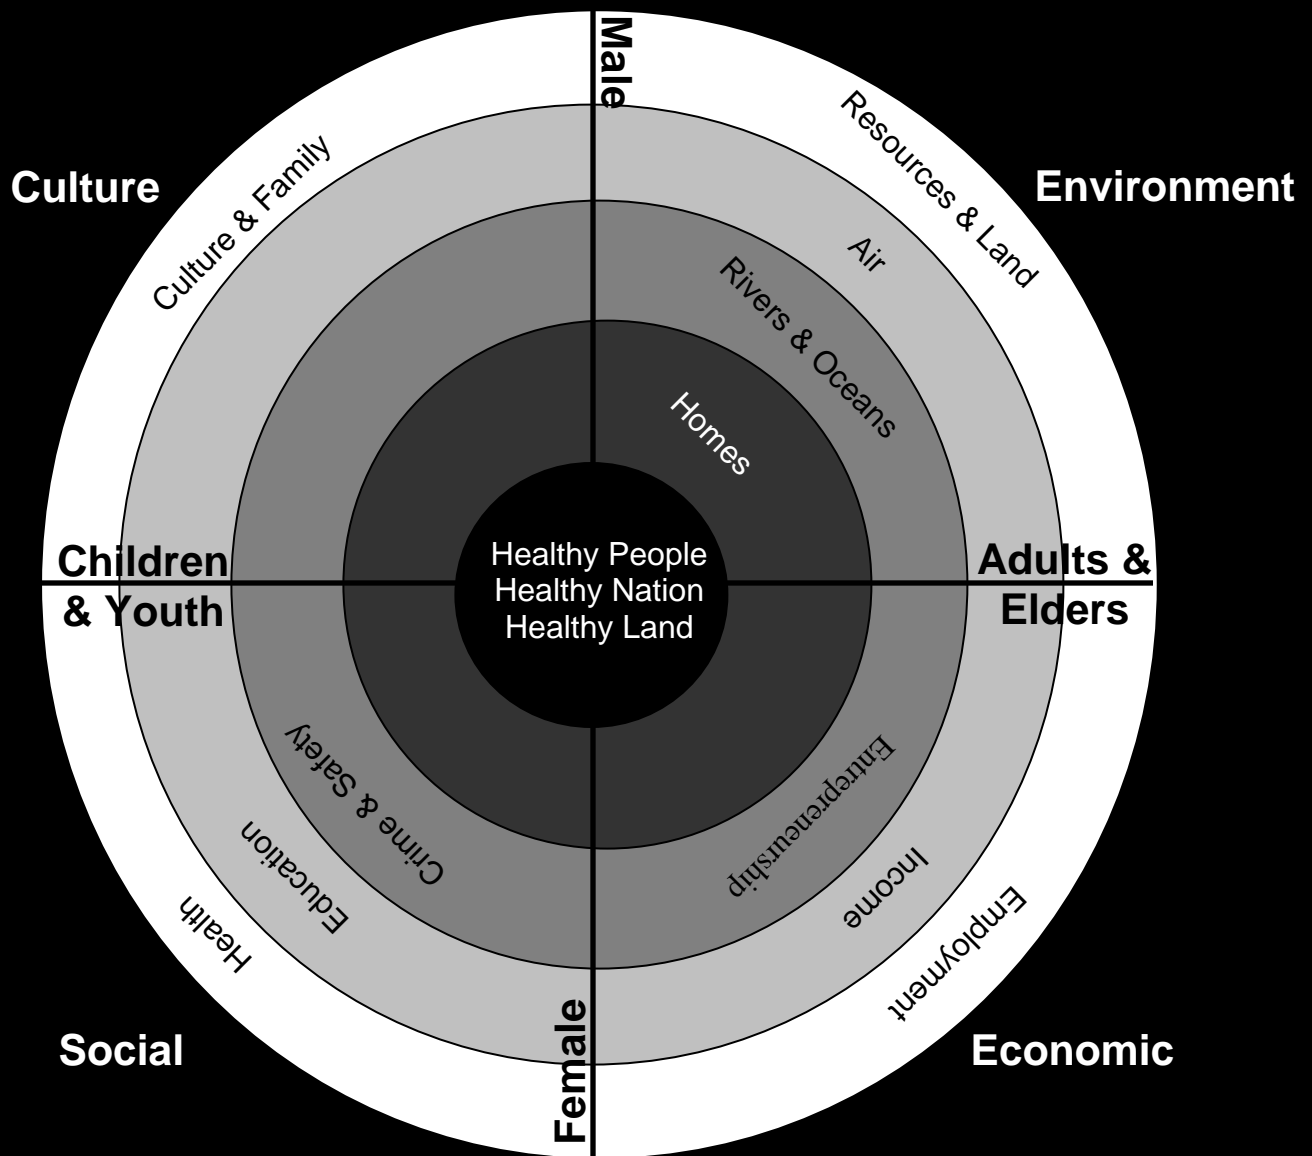 Male
Resources & Land
Culture & Family
Culture
Environment
Air
Rivers & Oceans
Homes
Healthy People
Healthy Nation
Healthy Land
Children
& Youth
Adults &
Elders
Crime & Safety
Entrepreneurship
Education
Income
Health
Employment
Female
Social
Economic